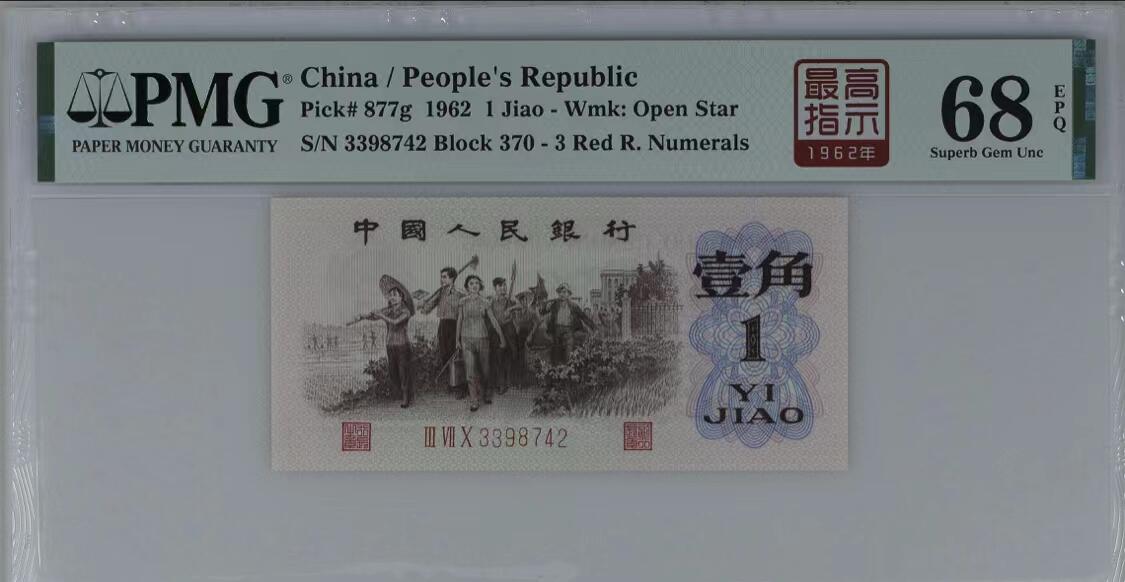 PMG®
PAPER MONEY GUARANTY
China / People's Republic
Pick# 877g 1962 1 Jiao - Wmk: Open Star
S/N 3398742 Block 370 - 3 Red R. Numerals
最高
指示
1962年
68
EPQ
Superb Gem Unc
中國人民銀行
壹角
1
YI
JIAO
III VII X 3398742